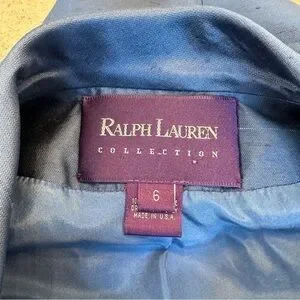 RALPH LAUREN
COLLECTION
6
MADE IN U.S.A.